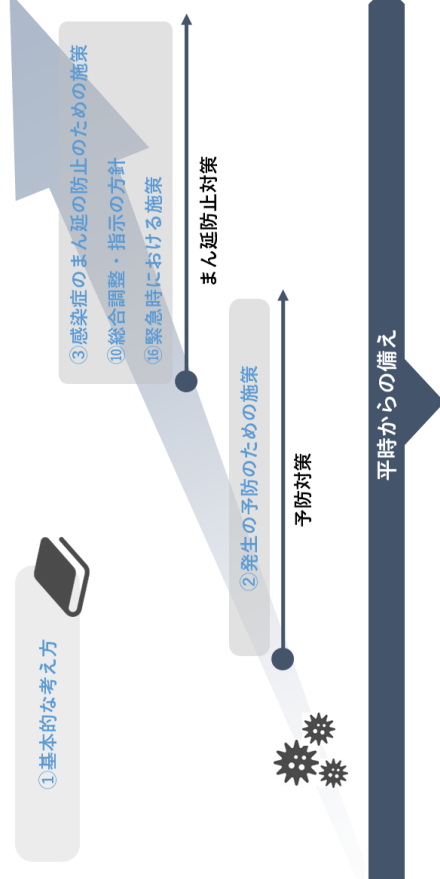 ①基本的な考え方
③感染症のまん延の防止のための施策
⑩総合調整・指示の方針
⑯緊急時における施策
まん延防止対策
②発生の予防のための施策
予防対策
平時からの備え